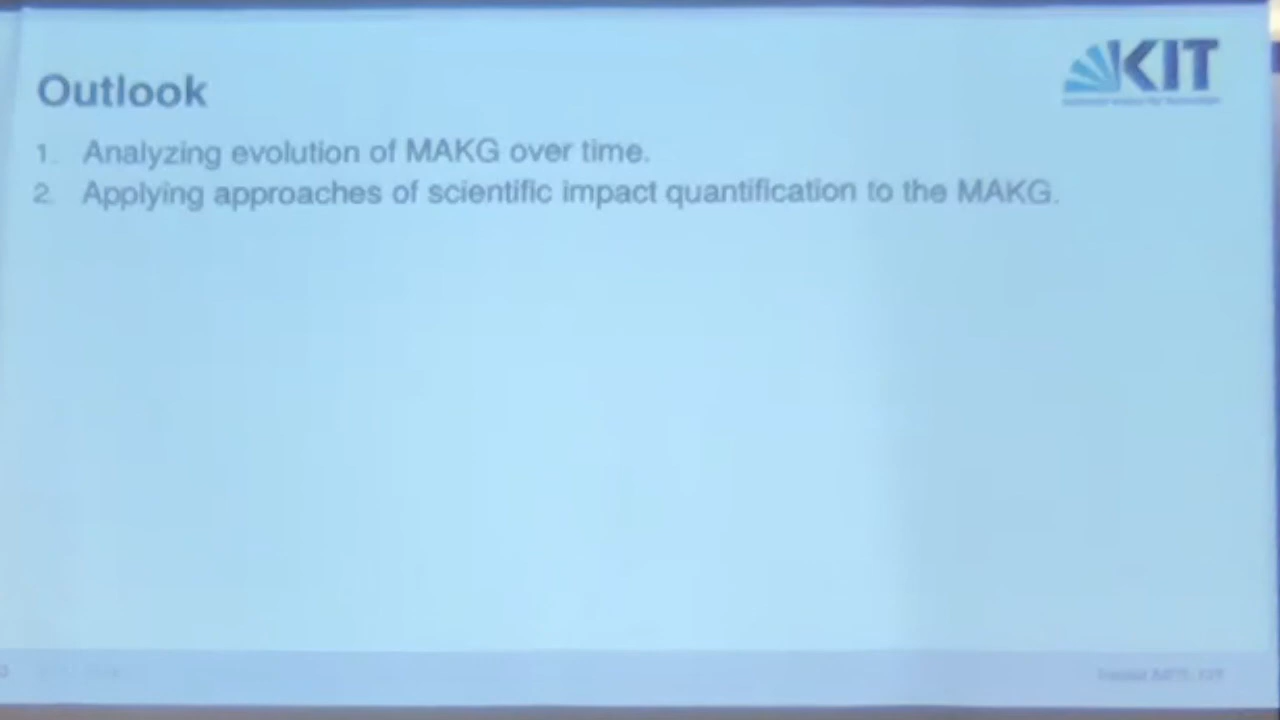 KIT
Outlook
1. Analyzing evolution of MAKG over time.
2. Applying approaches of scientific impact quantification to the MAKG.